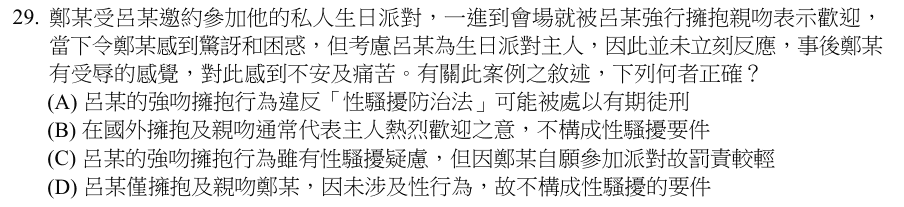 29. 鄭某受呂某邀約參加他的私人生日派對，一進到會場就被呂某強行擁抱親吻表示歡迎，
當下令鄭某感到驚訝和困惑，但考慮呂某為生日派對主人，因此並未立刻反應，事後鄭某
有受辱的感覺，對此感到不安及痛苦。有關此案例之敘述，下列何者正確？
(A) 呂某的強吻擁抱行為違反「性騷擾防治法」可能被處以有期徒刑
(B) 在國外擁抱及親吻通常代表主人熱烈歡迎之意，不構成性騷擾要件
(C) 呂某的強吻擁抱行為雖有性騷擾疑慮，但因鄭某自願參加派對故罰責較輕
(D) 呂某僅擁抱及親吻鄭某，因未涉及性行為，故不構成性騷擾的要件